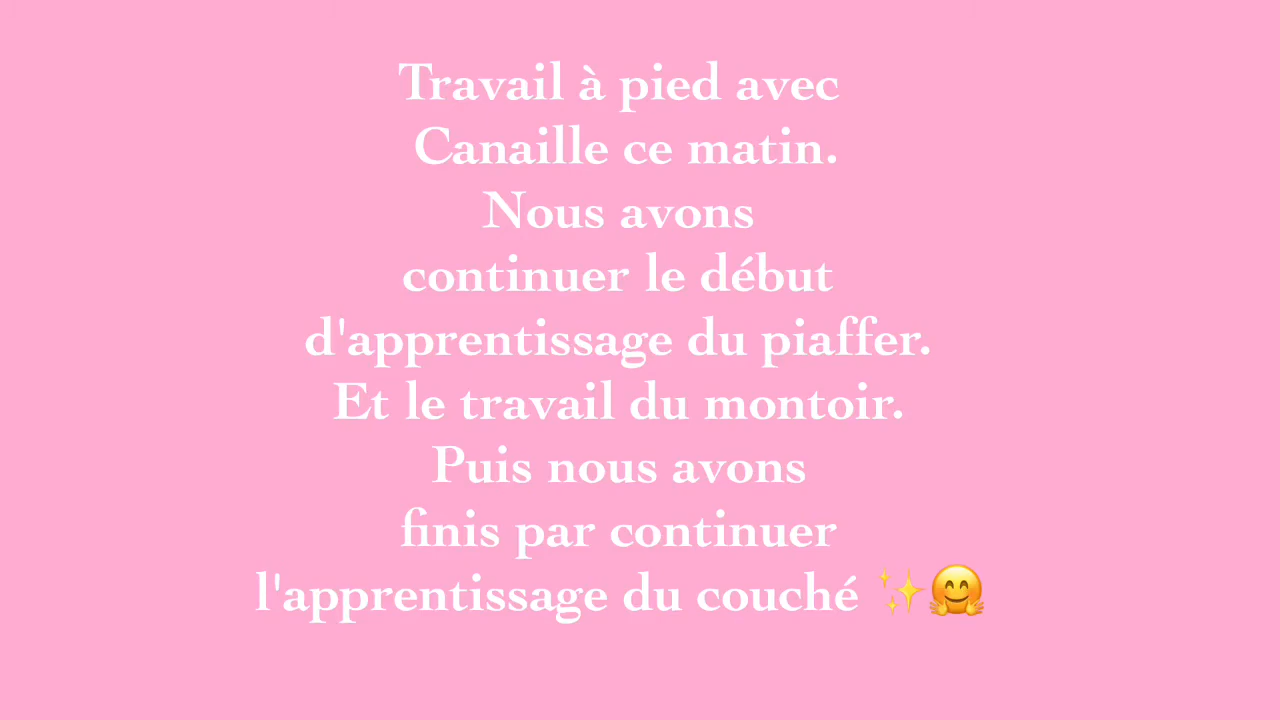 Travail à pied avec
Canaille ce matin.
Nous avons
continuer le début
d'apprentissage du piaffer.
Et le travail du montoir.
Puis nous avons
finis par continuer
l'apprentissage du couché ✨🤗